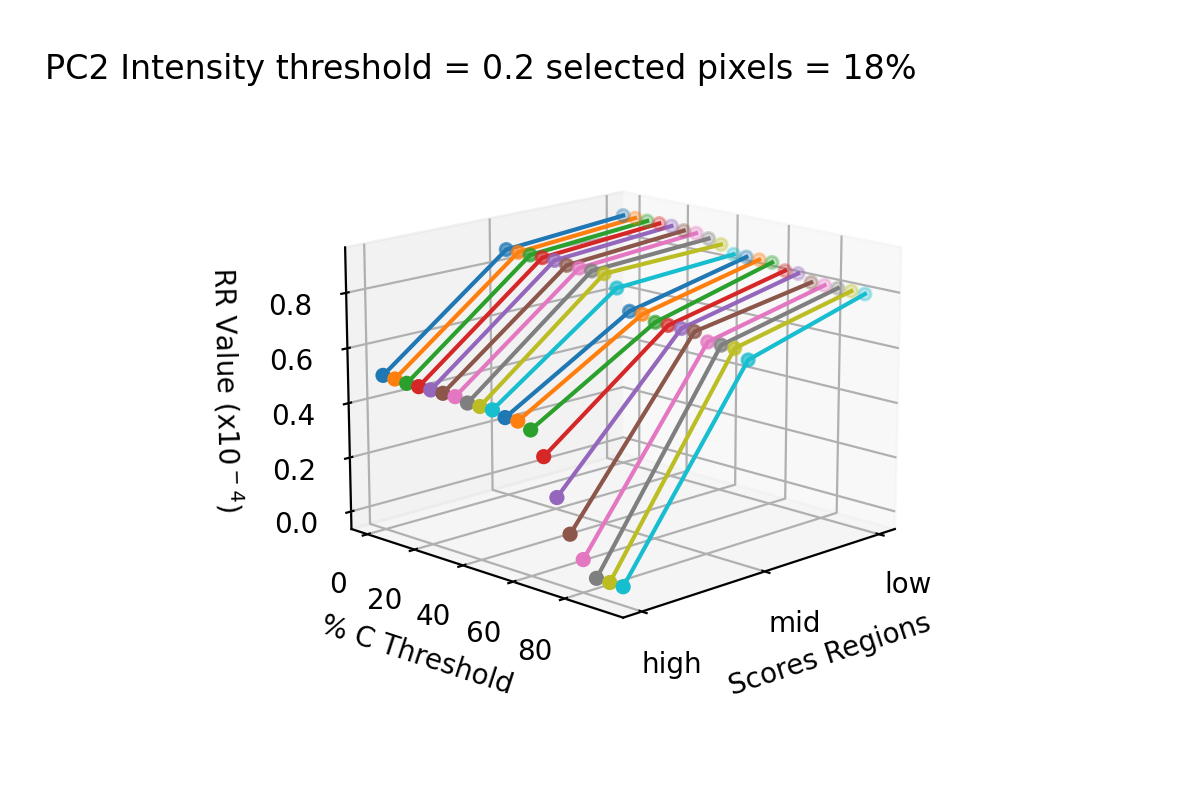 PC2 Intensity threshold = 0.2 selected pixels = 18%
RR Value (x10⁻⁴)
0.8
0.6
0.4
0.2
0.0
0
20
40
60
80
% C Threshold
high
mid
low
Scores Regions